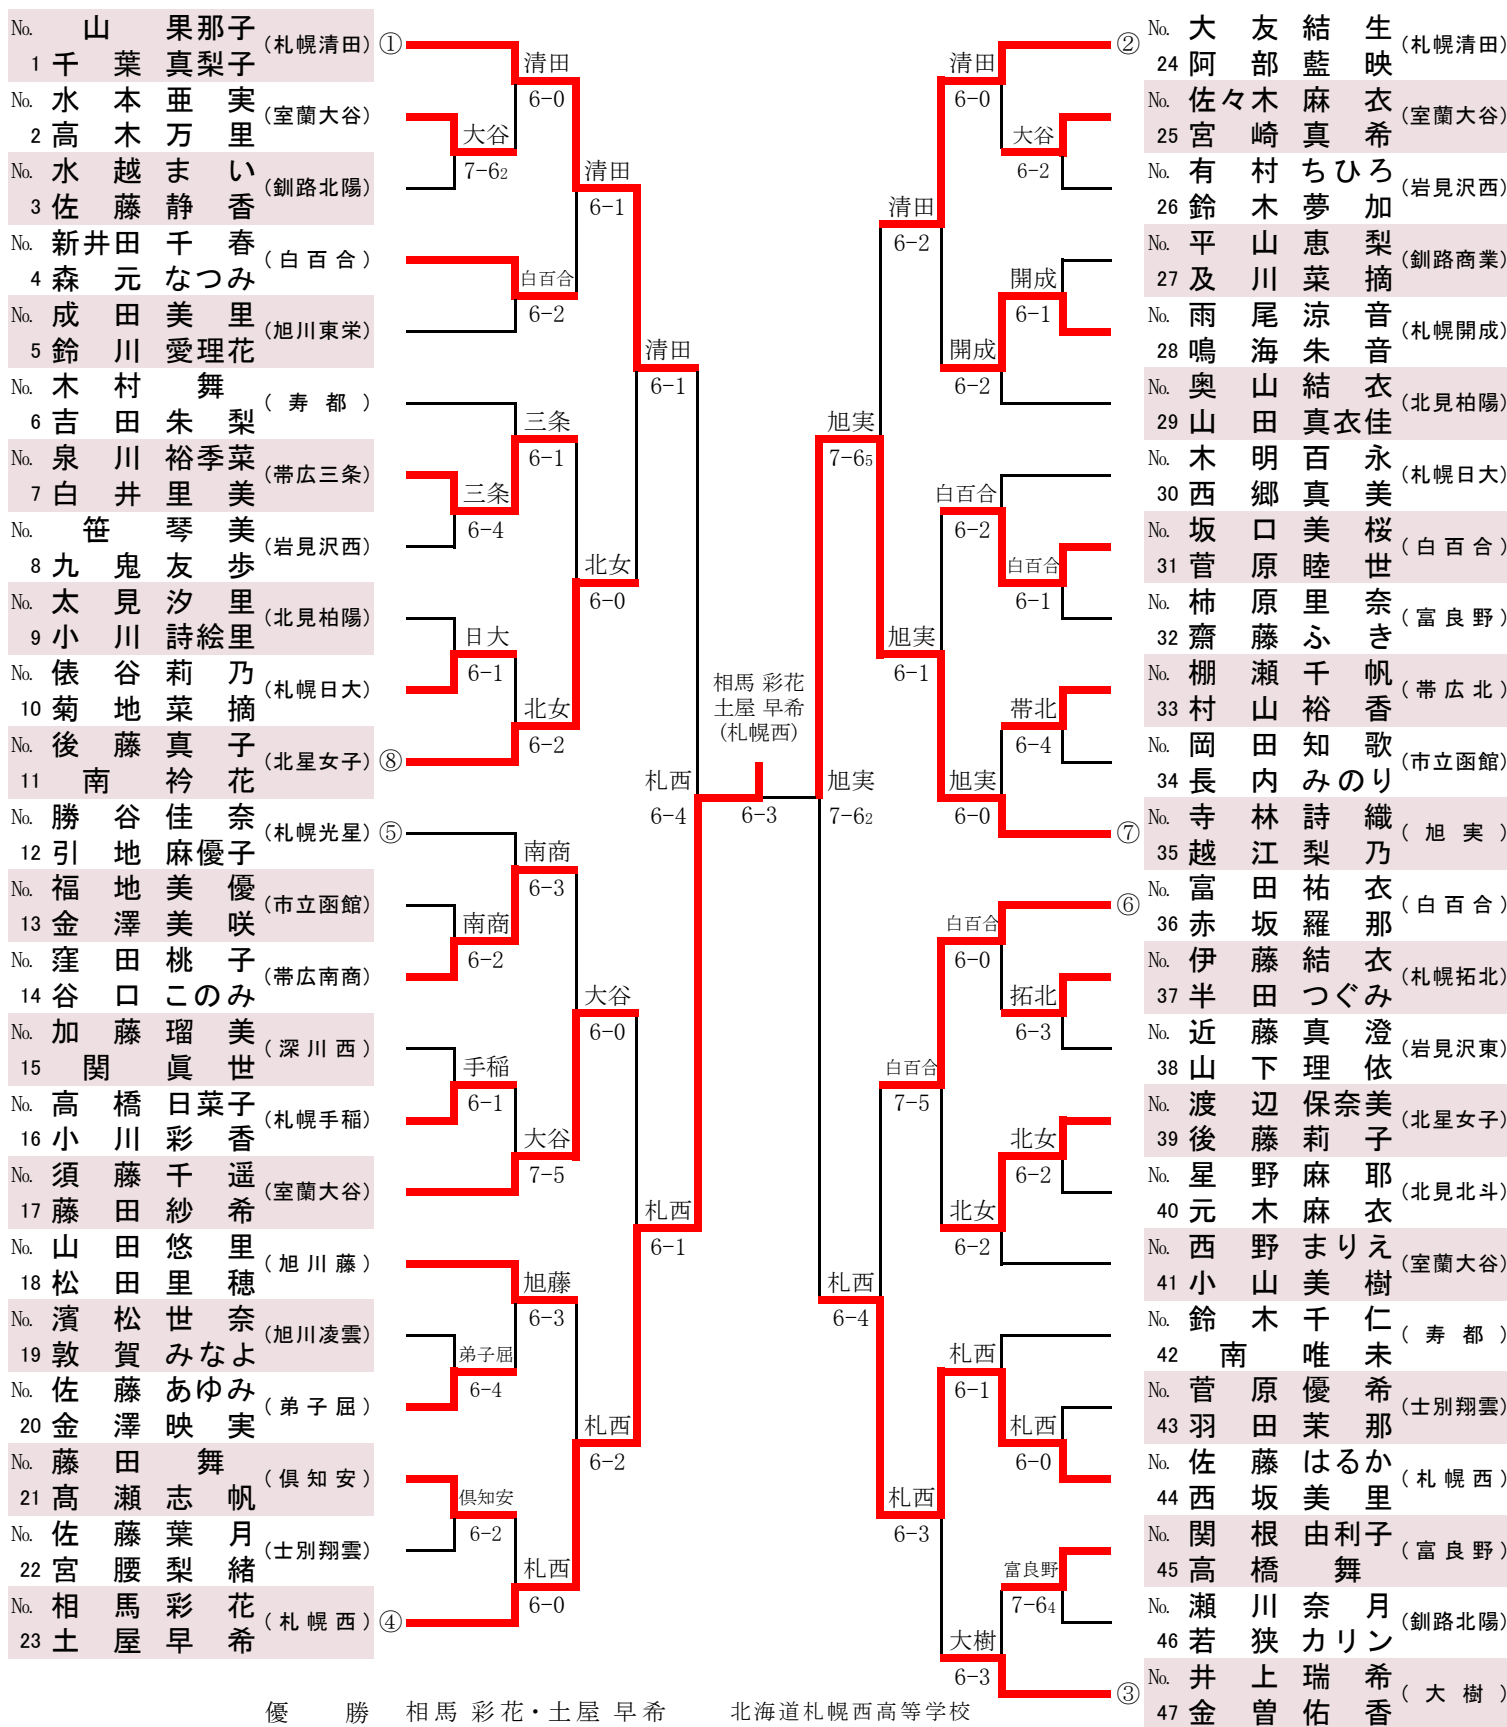 No. 山 果那子
1 千葉 真梨子 (札幌清田) ①
No. 水本 亜実
2 高木 万里 (室蘭大谷)
No. 水越 まい
3 佐藤 静香 (釧路北陽)
No. 新井田 千春
4 森元 なつみ (白百合)
No. 成田 美里
5 鈴川 愛理花 (旭川東栄)
No. 木村 舞
6 吉田 朱梨 (寿都)
No. 泉川 裕季菜
7 白井 里美 (帯広三条)
No. 笹 琴美
8 九鬼 友歩 (岩見沢西)
No. 太見 汐里
9 小川 詩絵里 (北見柏陽)
No. 俵谷 莉乃
10 菊地 菜摘 (札幌日大)
No. 後藤 真子
11 南 衿花 (北星女子) ⑧
No. 勝谷 佳奈
12 引地 麻優子 (札幌光星) ⑤
No. 福地 美優
13 金澤 美咲 (市立函館)
No. 窪田 桃子
14 谷口 このみ (帯広南商)
No. 加藤 瑠美
15 関 眞世 (深川西)
No. 高橋 日菜子
16 小川 彩香 (札幌手稲)
No. 須藤 千遥
17 藤田 紗希 (室蘭大谷)
No. 山田 悠里
18 松田 里穂 (旭川藤)
No. 濱松 世奈
19 敦賀 みなよ (旭川凌雲)
No. 佐藤 あゆみ
20 金澤 映実 (弟子屈)
No. 藤田 舞
21 髙瀬 志帆 (倶知安)
No. 佐藤 葉月
22 宮腰 梨緒 (士別翔雲)
No. 相馬 彩花
23 土屋 早希 (札幌西) ④
大谷
7-62
三条
6-4
日大
6-1
南商
6-2
手稲
6-1
弟子屈
6-4
倶知安
6-2
清田
6-0
白百合
6-2
三条
6-1
北女
6-2
南商
6-3
大谷
7-5
旭藤
6-3
札西
6-0
清田
6-1
北女
6-0
大谷
6-0
札西
6-2
清田
6-1
札西
6-1
札西
6-4
相馬 彩花
土屋 早希
(札幌西)
6-3
旭実
7-62
旭実
7-65
札西
6-4
清田
6-2
旭実
6-1
白百合
7-5
札西
6-3
清田
6-0
開成
6-2
白百合
6-2
旭実
6-0
白百合
6-0
北女
6-2
札西
6-1
大樹
6-3
大谷
6-2
開成
6-1
白百合
6-1
帯北
6-4
拓北
6-3
北女
6-2
札西
6-0
富良野
7-64
② No. 大友 結生
24 阿部 藍映 (札幌清田)
No. 佐々木 麻衣
25 宮崎 真希 (室蘭大谷)
No. 有村 ちひろ
26 鈴木 夢加 (岩見沢西)
No. 平山 恵梨
27 及川 菜摘 (釧路商業)
No. 雨尾 涼音
28 鳴海 朱音 (札幌開成)
No. 奥山 結衣
29 山田 真衣佳 (北見柏陽)
No. 木明 百永
30 西郷 真美 (札幌日大)
No. 坂口 美桜
31 菅原 睦世 (白百合)
No. 柿原 里奈
32 齋藤 ふき (富良野)
No. 棚瀬 千帆
33 村山 裕香 (帯広北)
No. 岡田 知歌
34 長内 みのり (市立函館)
⑦ No. 寺林 詩織
35 越江 梨乃 (旭実)
⑥ No. 富田 祐衣
36 赤坂 羅那 (白百合)
No. 伊藤 結衣
37 半田 つぐみ (札幌拓北)
No. 近藤 真澄
38 山下 理依 (岩見沢東)
No. 渡辺 保奈美
39 後藤 莉子 (北星女子)
No. 星野 麻耶
40 元木 麻衣 (北見北斗)
No. 西野 まりえ
41 小山 美樹 (室蘭大谷)
No. 鈴木 千仁
42 南 唯未 (寿都)
No. 菅原 優希
43 羽田 茉那 (士別翔雲)
No. 佐藤 はるか
44 西坂 美里 (札幌西)
No. 関根 由利子
45 高橋 舞 (富良野)
No. 瀬川 奈月
46 若狭 カリン (釧路北陽)
③ No. 井上 瑞希
47 金曽 佑香 (大樹)
優勝 相馬 彩花・土屋 早希 北海道札幌西高等学校